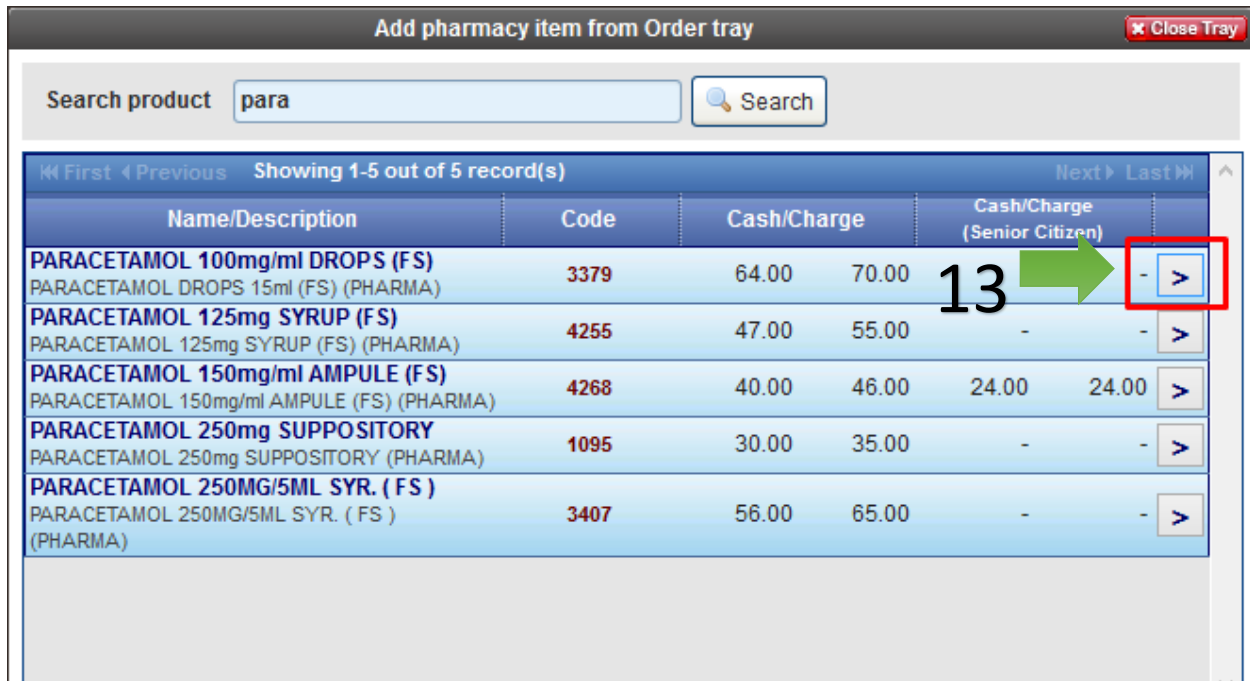 Add pharmacy item from Order tray
Close Tray
Search product para Search
First Previous Showing 1-5 out of 5 record(s) Next Last
Name/Description Code Cash/Charge Cash/Charge
(Senior Citizen)
PARACETAMOL 100mg/ml DROPS (FS)
PARACETAMOL DROPS 15ml (FS) (PHARMA)
3379 64.00 70.00 13 - >
PARACETAMOL 125mg SYRUP (FS)
PARACETAMOL 125mg SYRUP (FS) (PHARMA)
4255 47.00 55.00 - - >
PARACETAMOL 150mg/ml AMPULE (FS)
PARACETAMOL 150mg/ml AMPULE (FS) (PHARMA)
4268 40.00 46.00 24.00 24.00 >
PARACETAMOL 250mg SUPPOSITORY
PARACETAMOL 250mg SUPPOSITORY (PHARMA)
1095 30.00 35.00 - - >
PARACETAMOL 250MG/5ML SYR. ( FS )
PARACETAMOL 250MG/5ML SYR. ( FS )
(PHARMA)
3407 56.00 65.00 - - >